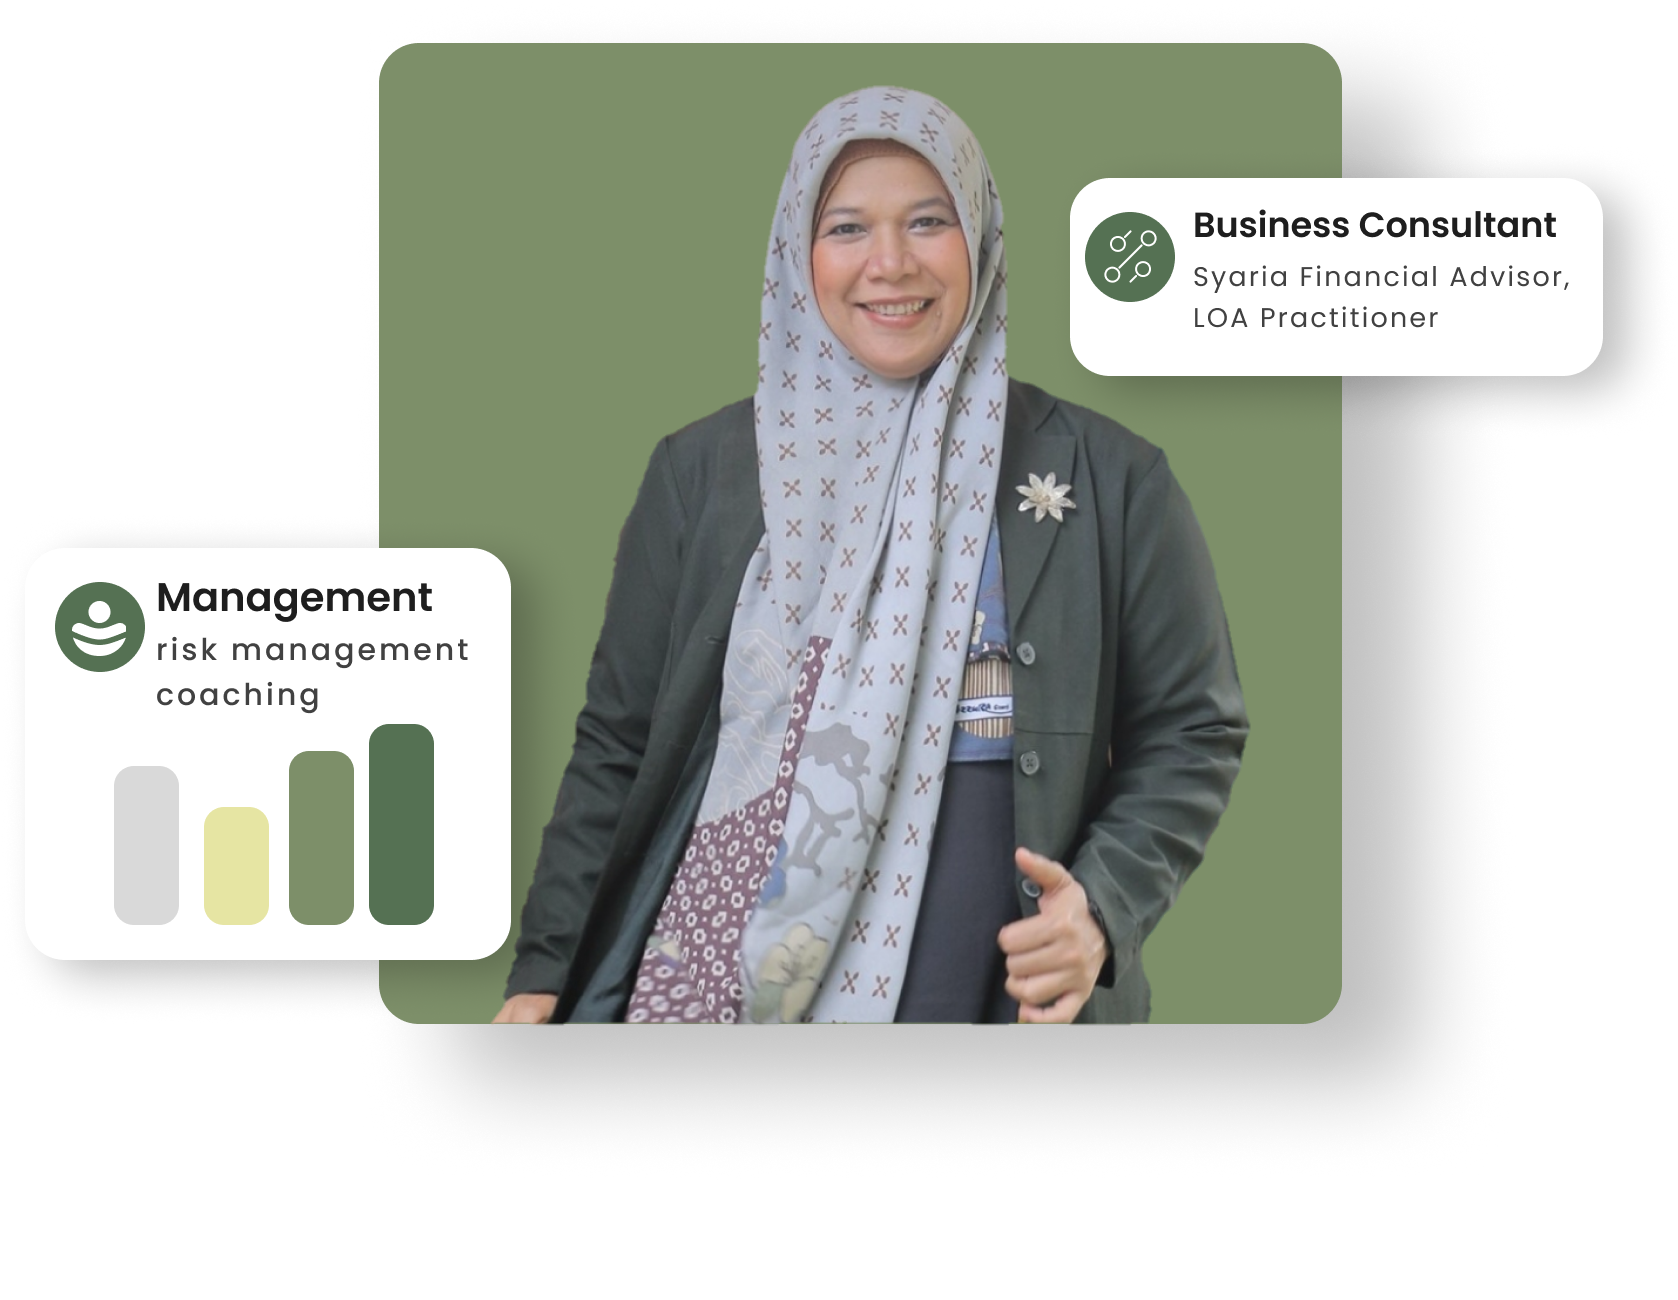 Business Consultant
Syaria Financial Advisor,
LOA Practitioner
Management
risk management
coaching